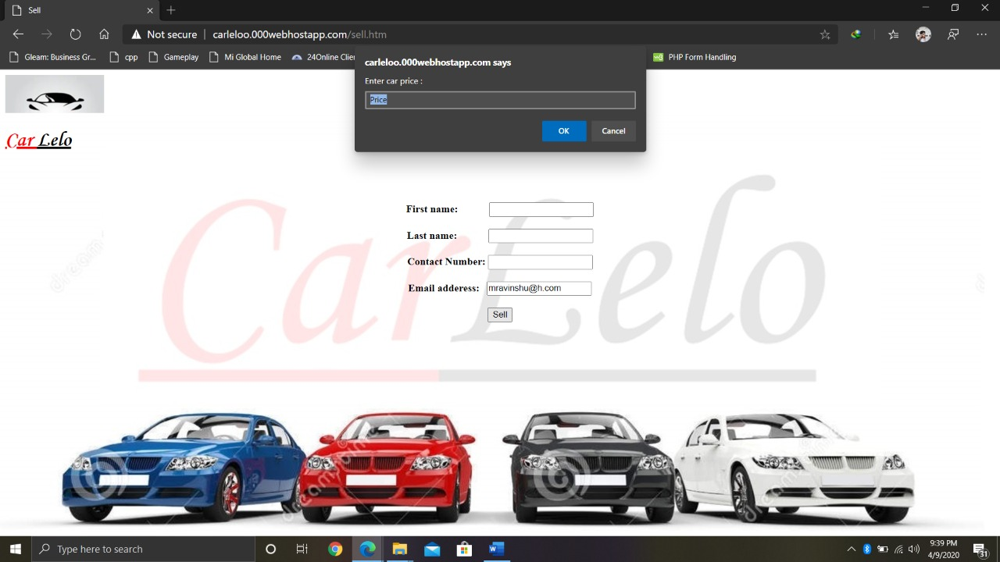 Sell
Not secure | carleloo.000webhostapp.com/sell.htm
Gleam: Business Gr... cpp Gameplay Mi Global Home 24Online Clier PHP Form Handling
carleloo.000webhostapp.com says
Enter car price :
Price
OK Cancel
Car Lelo
CarLelo
First name:
Last name:
Contact Number:
Email adderess: mravinshu@h.com
Sell
Type here to search
9:39 PM
4/9/2020
31